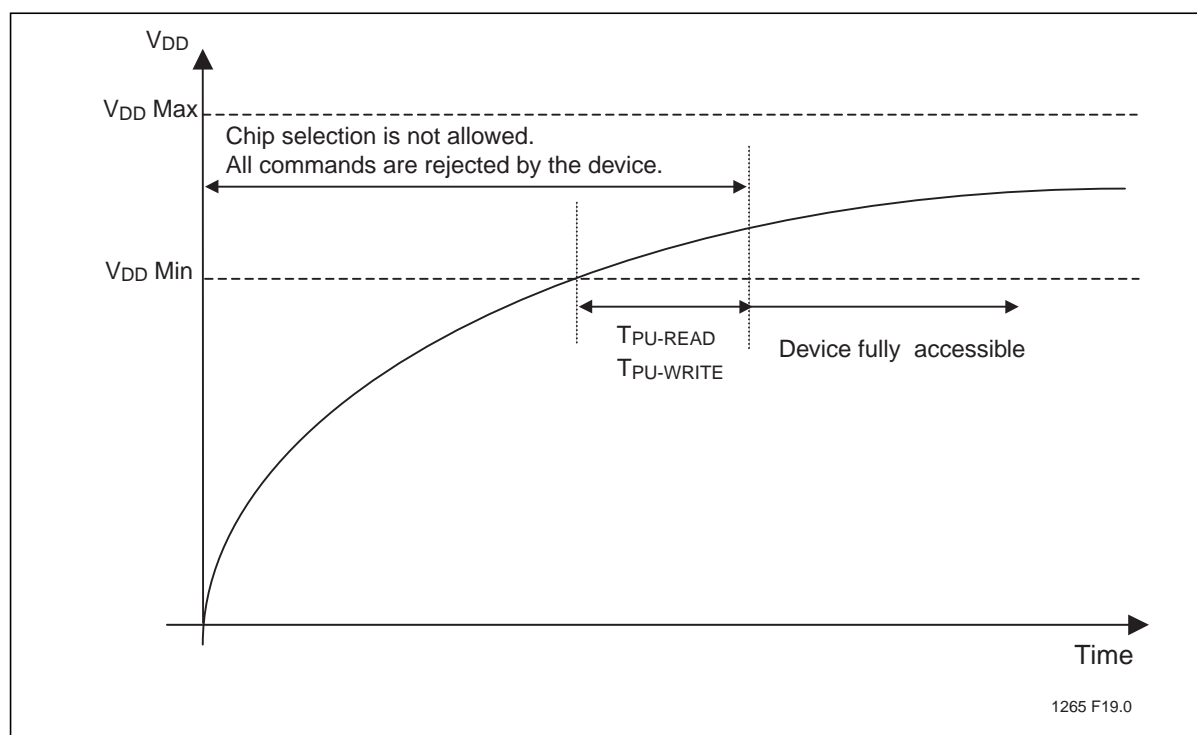 VDD
VDD Max
Chip selection is not allowed.
All commands are rejected by the device.
VDD Min
TPU-READ
TPU-WRITE
Device fully accessible
Time
1265 F19.0